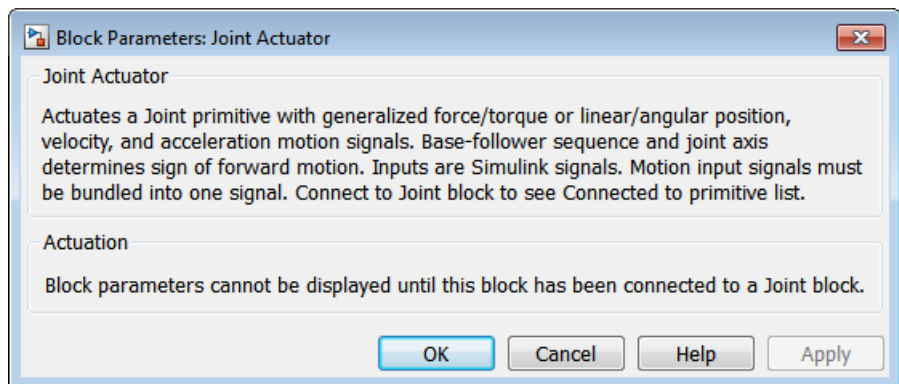 Block Parameters: Joint Actuator
Joint Actuator
Actuates a Joint primitive with generalized force/torque or linear/angular position,
velocity, and acceleration motion signals. Base-follower sequence and joint axis
determines sign of forward motion. Inputs are Simulink signals. Motion input signals must
be bundled into one signal. Connect to Joint block to see Connected to primitive list.
Actuation
Block parameters cannot be displayed until this block has been connected to a Joint block.
OK Cancel Help Apply